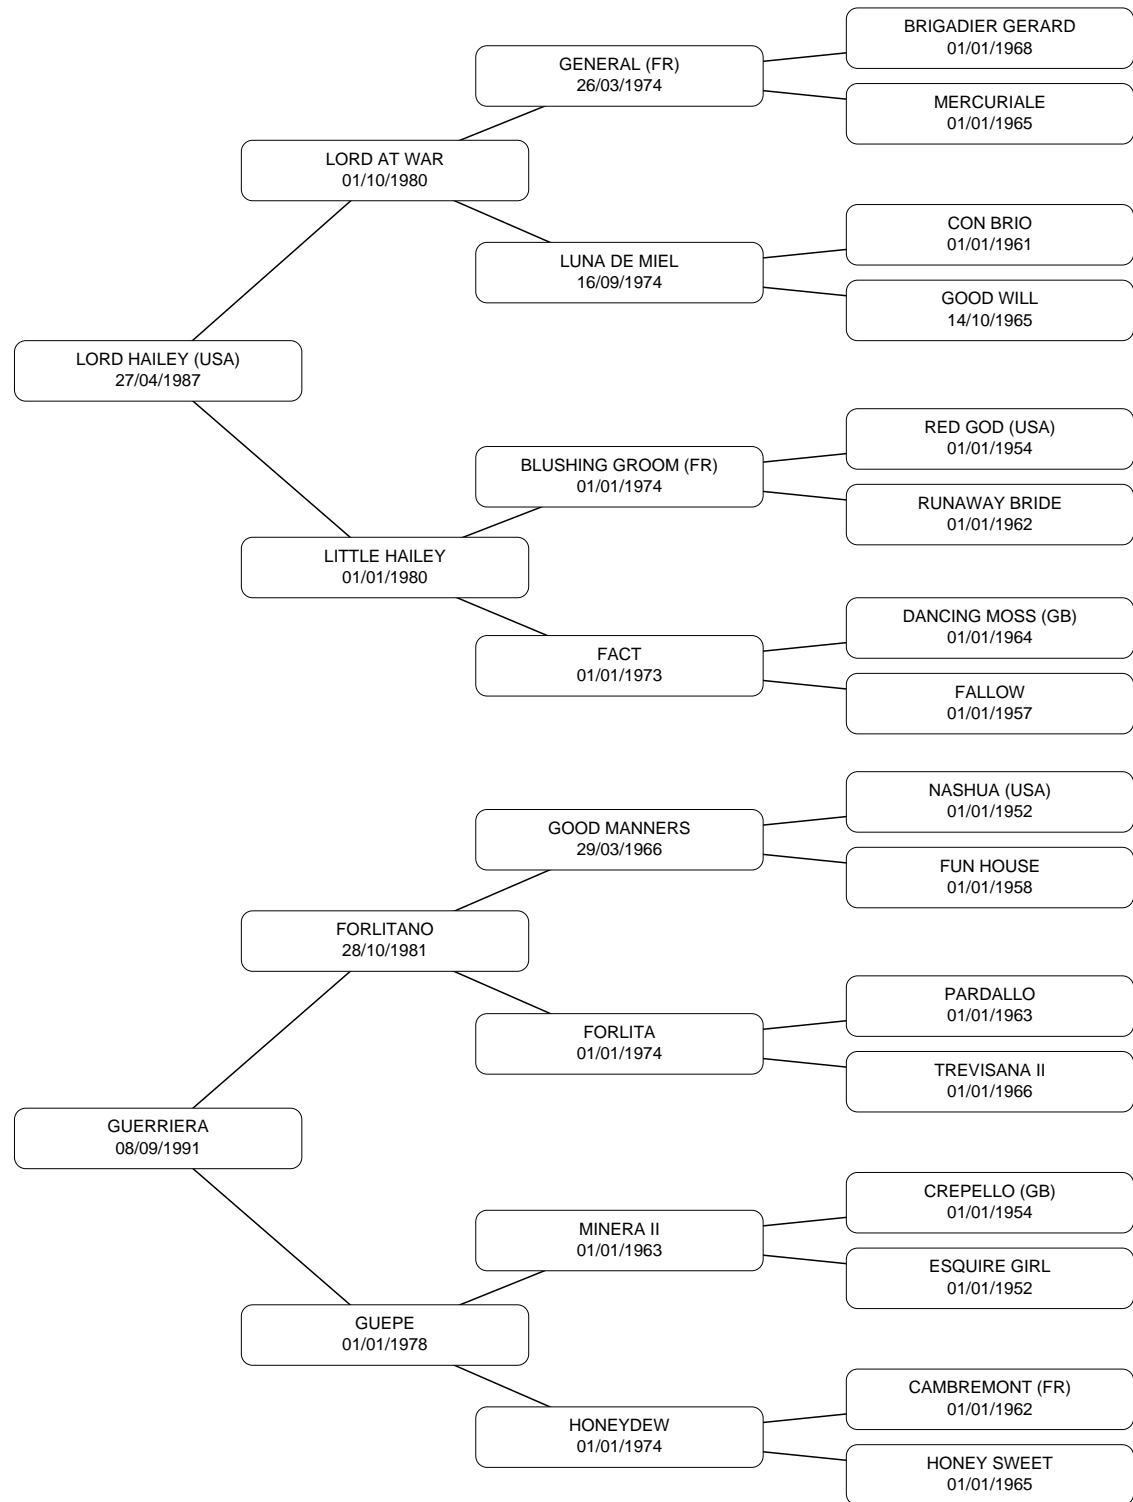 BRIGADIER GERARD
01/01/1968
GENERAL (FR)
26/03/1974
MERCURIALE
01/01/1965
LORD AT WAR
01/10/1980
CON BRIO
01/01/1961
LUNA DE MIEL
16/09/1974
GOOD WILL
14/10/1965
LORD HAILEY (USA)
27/04/1987
RED GOD (USA)
01/01/1954
BLUSHING GROOM (FR)
01/01/1974
RUNAWAY BRIDE
01/01/1962
LITTLE HAILEY
01/01/1980
DANCING MOSS (GB)
01/01/1964
FACT
01/01/1973
FALLOW
01/01/1957
NASHUA (USA)
01/01/1952
GOOD MANNERS
29/03/1966
FUN HOUSE
01/01/1958
FORLITANO
28/10/1981
PARDALLO
01/01/1963
FORLITA
01/01/1974
TREVISANA II
01/01/1966
GUERRIERA
08/09/1991
CREPELLO (GB)
01/01/1954
MINERA II
01/01/1963
ESQUIRE GIRL
01/01/1952
GUEPE
01/01/1978
CAMBREMONT (FR)
01/01/1962
HONEYDEW
01/01/1974
HONEY SWEET
01/01/1965